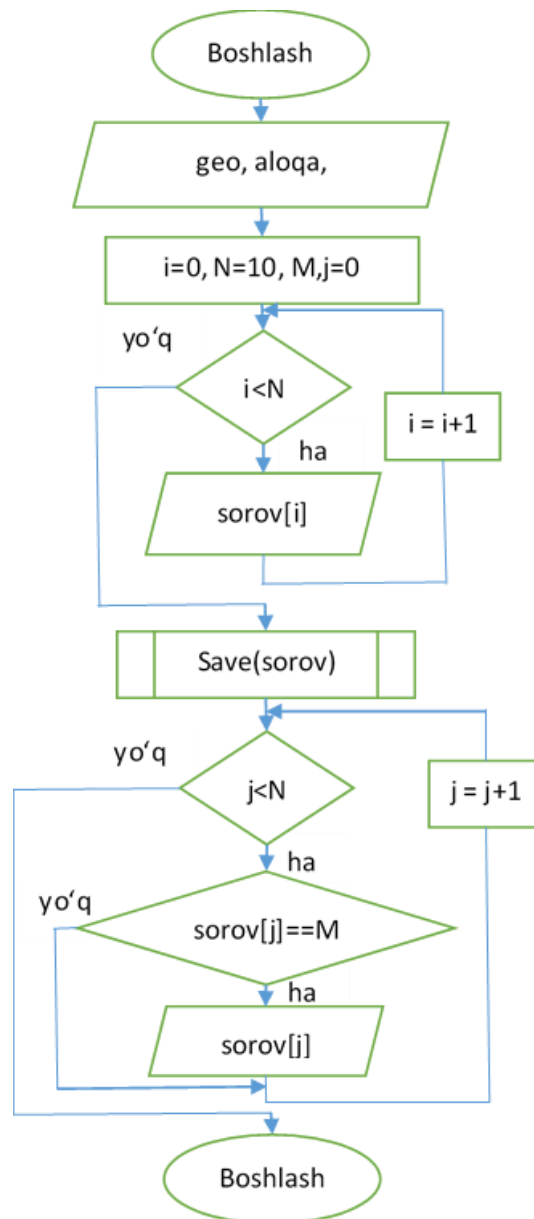 Boshlash
geo, aloqa,
i=0, N=10, M,j=0
yo‘q
i<N
i = i+1
ha
sorov[i]
Save(sorov)
yo‘q
j<N
j = j+1
ha
yo‘q
sorov[j]==M
ha
sorov[j]
Boshlash